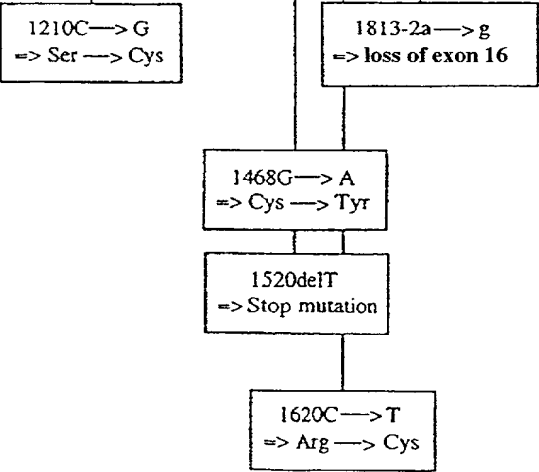 1210C—> G
=> Ser —> Cys
1813-2a—> g
=> loss of exon 16
1468G—> A
=> Cys —> Tyr
1520delT
=> Stop mutation
1620C—> T
=> Arg —> Cys